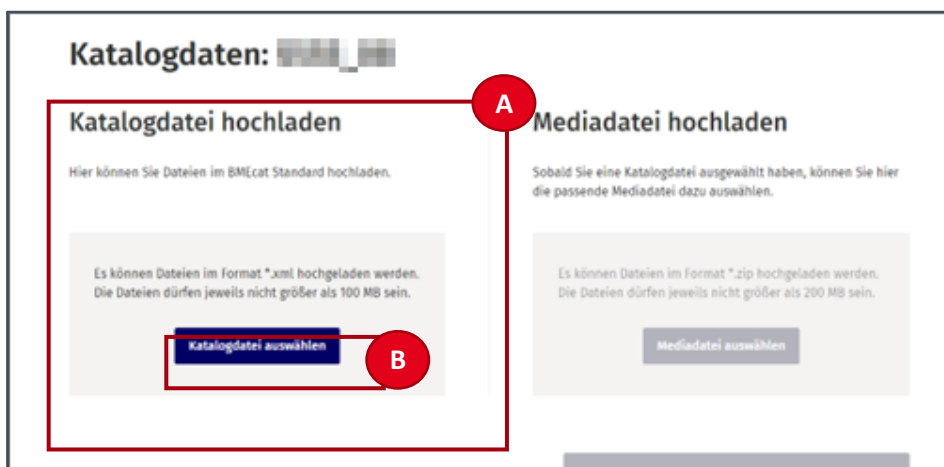 Katalogdaten:
A
Katalogdatei hochladen
Hier können Sie Dateien im BMEcat Standard hochladen.
Es können Dateien im Format *.xml hochgeladen werden.
Die Dateien dürfen jeweils nicht größer als 100 MB sein.
Katalogdatei auswählen
B
Mediadatei hochladen
Sobald Sie eine Katalogdatei ausgewählt haben, können Sie hier
die passende Mediadatei dazu auswählen.
Es können Dateien im Format *.zip hochgeladen werden.
Die Dateien dürfen jeweils nicht größer als 200 MB sein.
Mediadatei auswählen